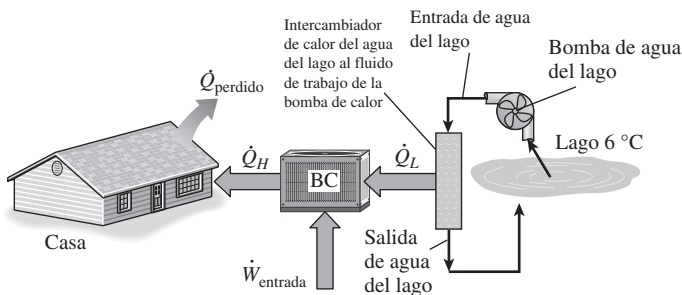 Intercambiador
de calor del agua
del lago al fluido
de trabajo de la
bomba de calor
Entrada de agua
del lago
Bomba de agua
del lago
Q̇perdido
Lago 6 °C
Q̇H
BC
Q̇L
Casa
Ẇentrada
Salida
de agua
del lago